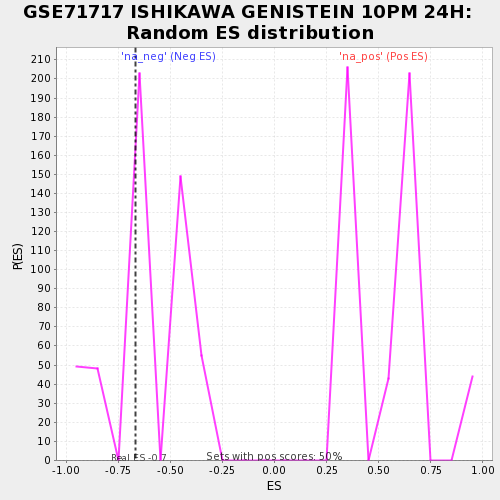 GSE71717 ISHIKAWA GENISTEIN 10PM 24H:
Random ES distribution
'na_neg' (Neg ES)
'na_pos' (Pos ES)
210
200
190
180
170
160
150
140
130
120
110
100
90
80
70
60
50
40
30
20
10
0
P(ES)
Real ES -0.7
Sets with pos scores: 50%
-1.00 -0.75 -0.50 -0.25 0.00 0.25 0.50 0.75 1.00
ES